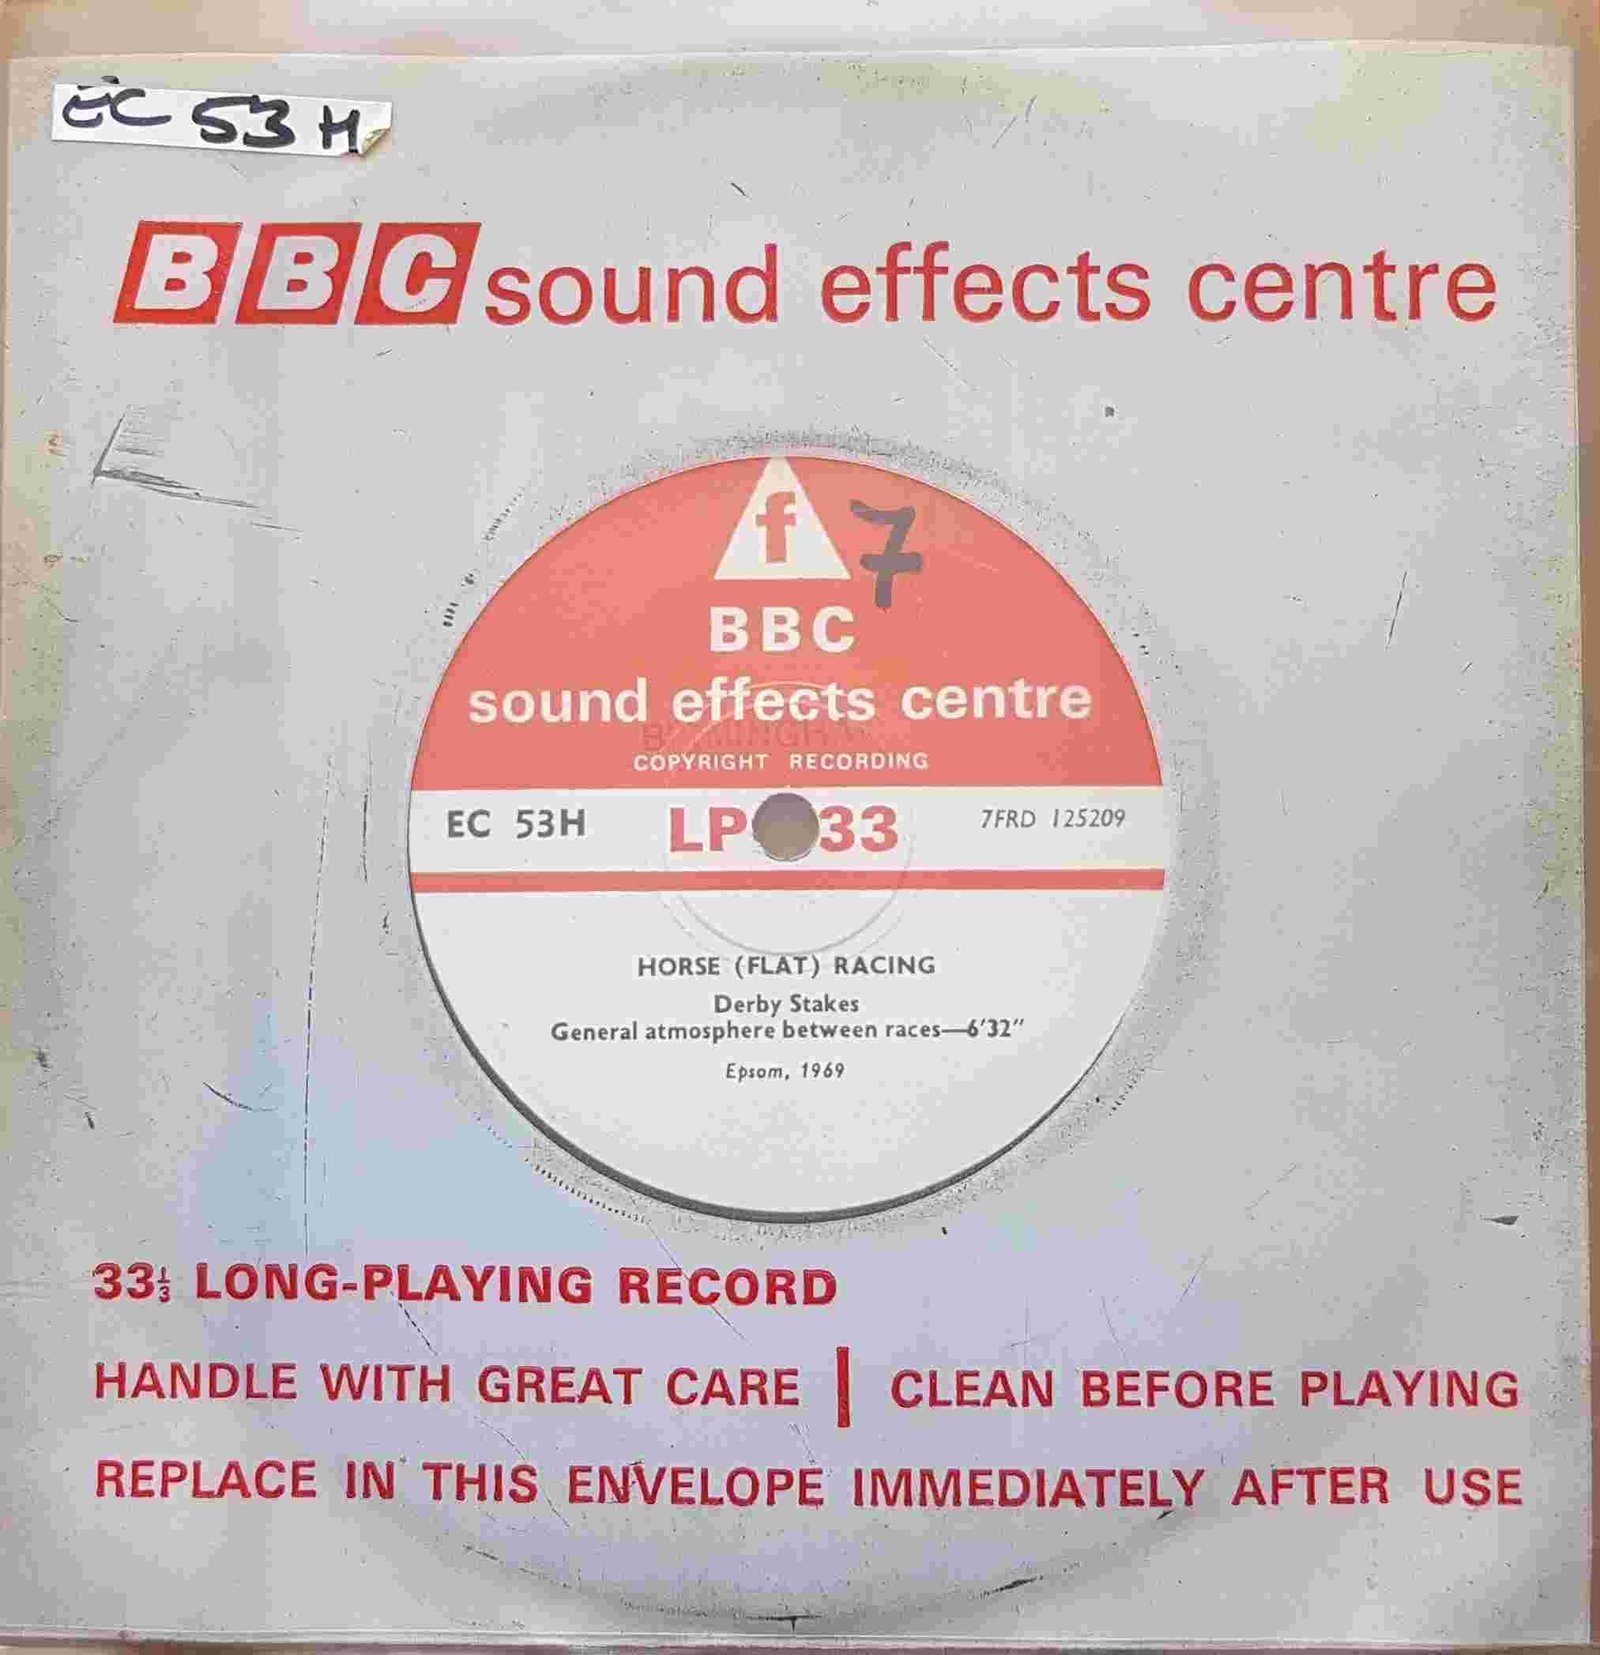 EC 53 H
BBC sound effects centre
f 7
BBC
sound effects centre
COPYRIGHT RECORDING
EC 53H LP 33 7FRD 125209
HORSE (FLAT) RACING
Derby Stakes
General atmosphere between races—6'32"
Epsom, 1969
33⅓ LONG-PLAYING RECORD
HANDLE WITH GREAT CARE | CLEAN BEFORE PLAYING
REPLACE IN THIS ENVELOPE IMMEDIATELY AFTER USE